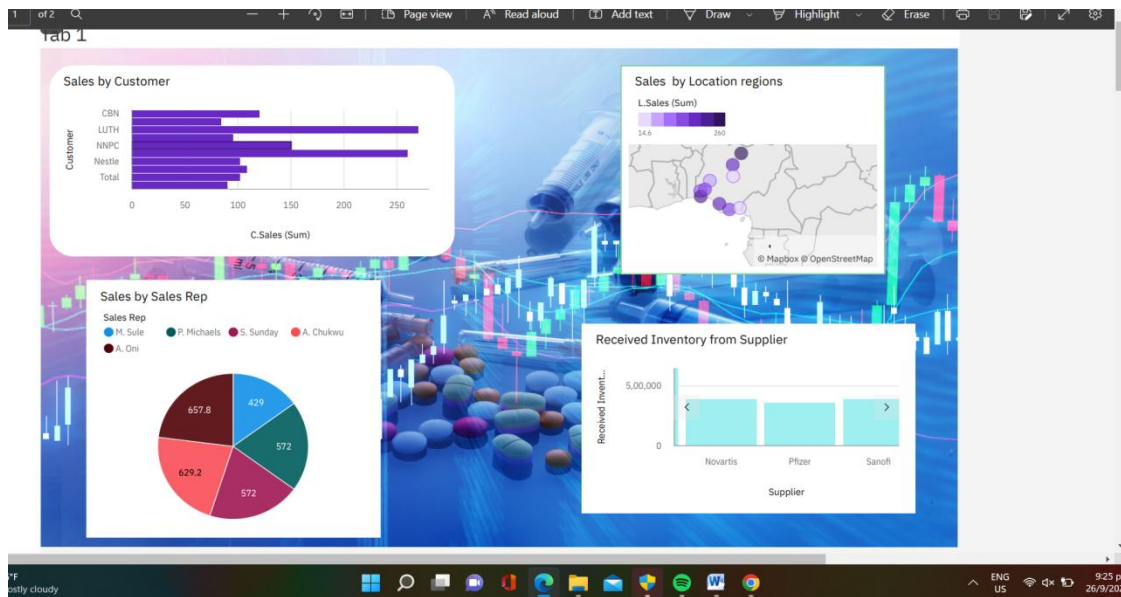 1 of 2 Page view Read aloud Add text Draw Highlight Erase
Tab 1
Sales by Customer
Customer
CBN
LUTH
NNPC
Nestle
Total
0 50 100 150 200 250
C.Sales (Sum)
Sales by Location regions
L.Sales (Sum)
14.6 260
© Mapbox © OpenStreetMap
Sales by Sales Rep
Sales Rep
M. Sule P. Michaels S. Sunday A. Chukwu
A. Oni
657.8 429
572
629.2
572
Received Inventory from Supplier
Received Invent...
5,00,000
0
Novartis Pfizer Sanofi
Supplier
ENG 9:25 p
US 26/9/202
°F
ostly cloudy